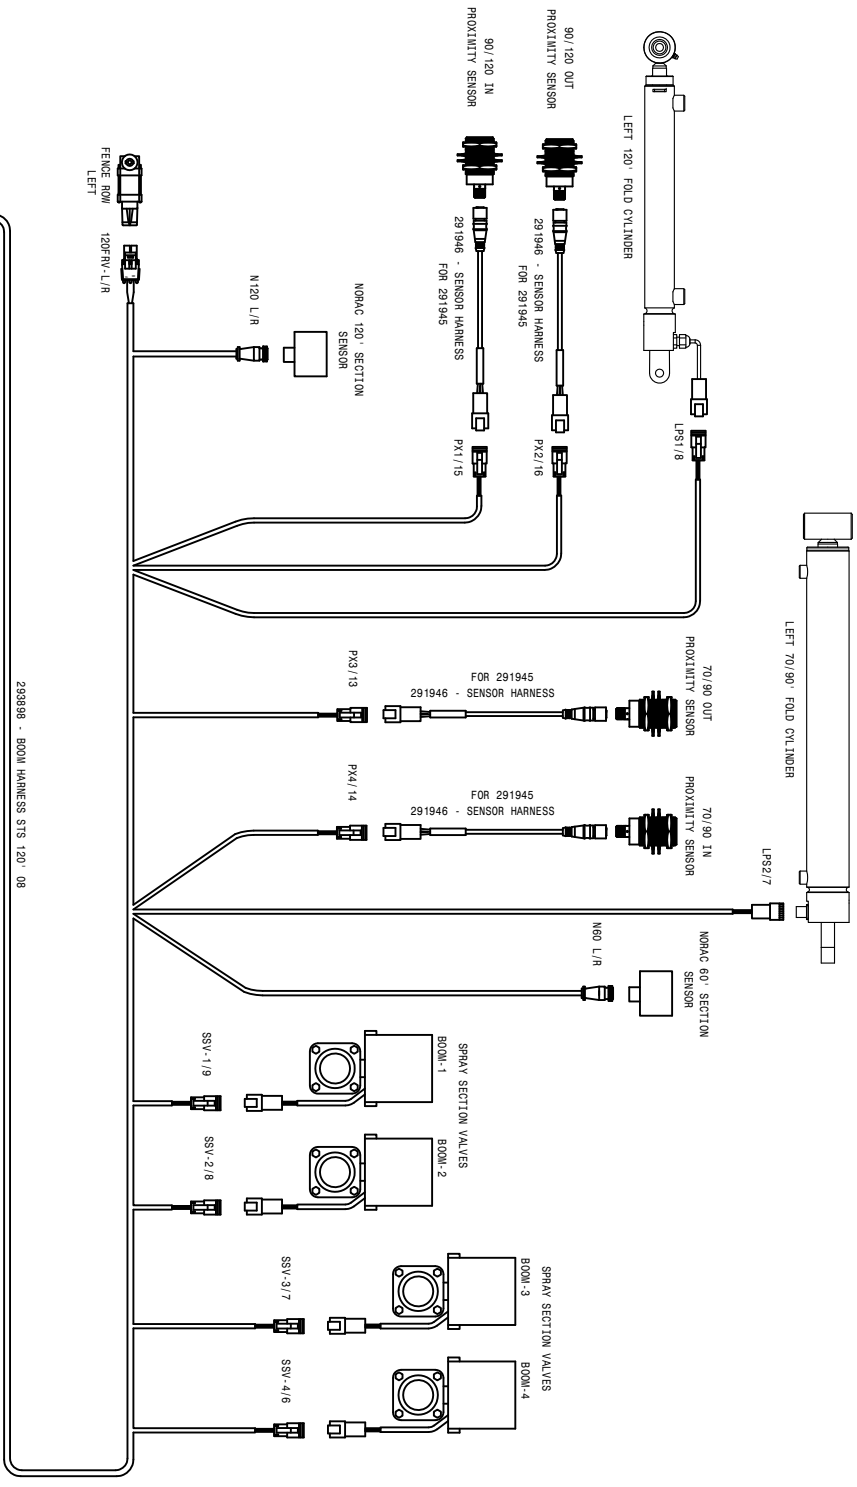 90/120 IN
PROXIMITY SENSOR
90/120 OUT
PROXIMITY SENSOR
LEFT 120' FOLD CYLINDER
FENCE ROW
LEFT
120FRV-L/R
N120 L/R
NORAC 120' SECTION
SENSOR
291946 - SENSOR HARNESS
FOR 291945
291946 - SENSOR HARNESS
FOR 291945
PX1/15
PX2/16
LPS1/8
LEFT 70/90' FOLD CYLINDER
PX3/13
FOR 291945
291946 - SENSOR HARNESS
70/90 OUT
PROXIMITY SENSOR
PX4/14
FOR 291945
291946 - SENSOR HARNESS
70/90 IN
PROXIMITY SENSOR
LPS2/7
N60 L/R
NORAC 60' SECTION
SENSOR
293898 - BOOM HARNESS STS 120' 08
SPRAY SECTION VALVES
BOOM-1
BOOM-2
SSV-1/9
SSV-2/8
SPRAY SECTION VALVES
BOOM-3
BOOM-4
SSV-3/7
SSV-4/6